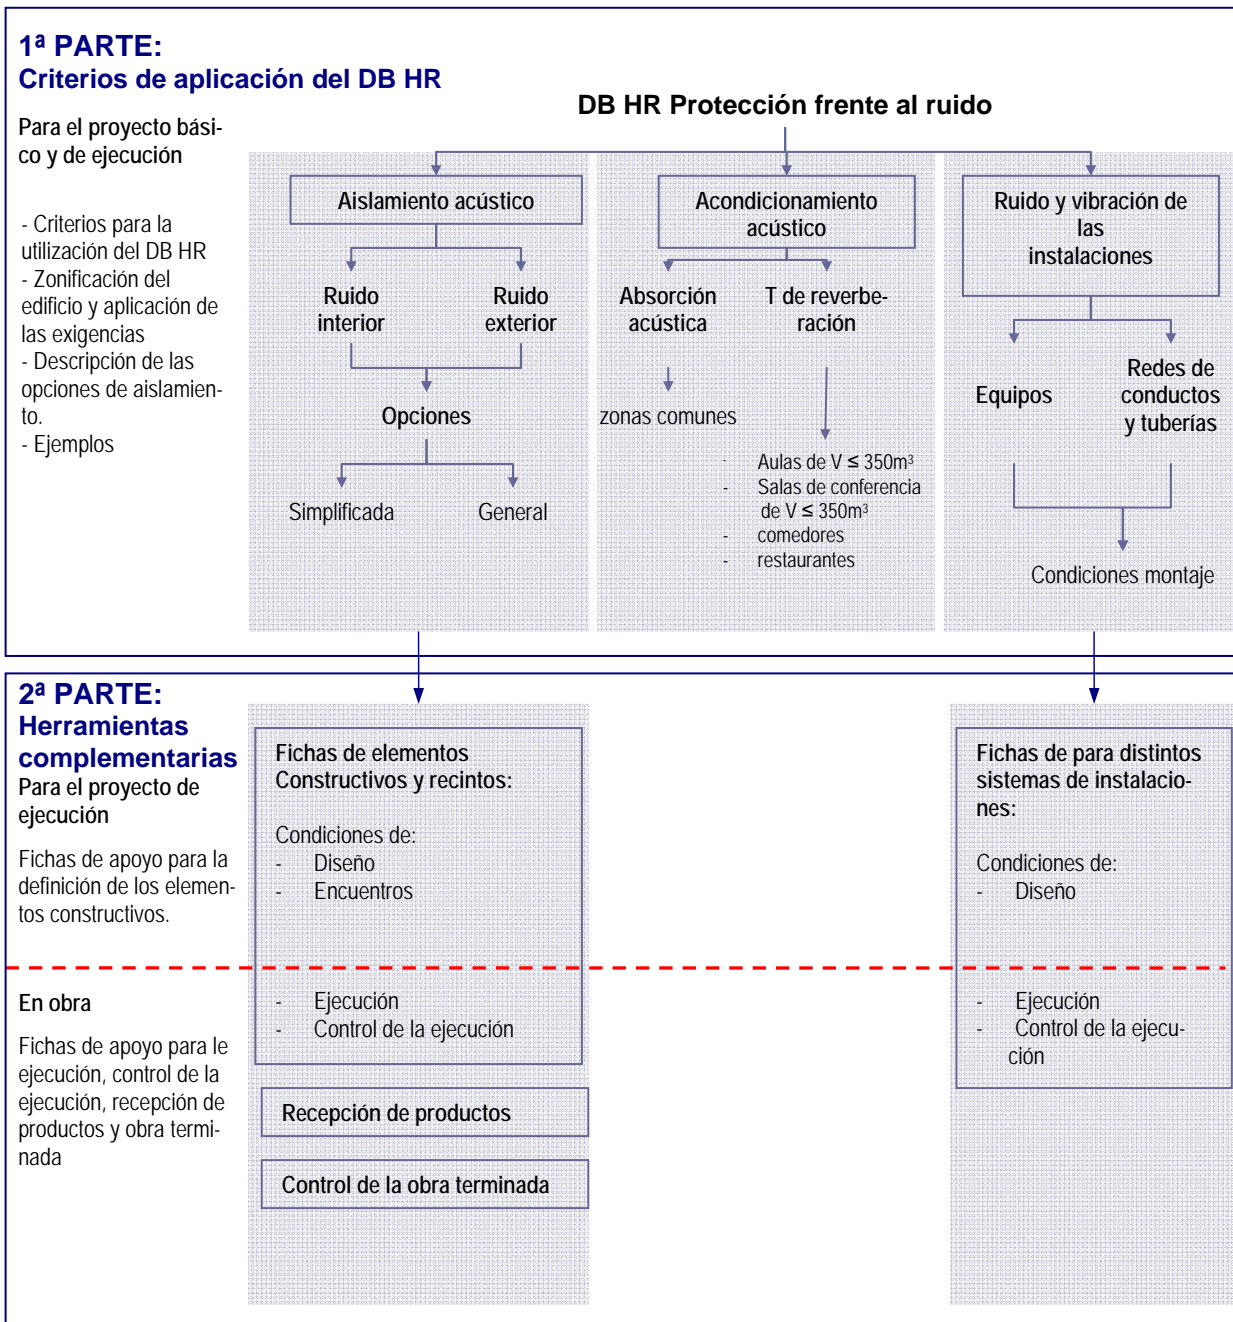 1ª PARTE:
Criterios de aplicación del DB HR
Para el proyecto bási-
co y de ejecución
- Criterios para la
utilización del DB HR
- Zonificación del
edificio y aplicación de
las exigencias
- Descripción de las
opciones de aislamien-
to.
- Ejemplos
DB HR Protección frente al ruido
Aislamiento acústico
Ruido
interior
Ruido
exterior
Opciones
Simplificada
General
Acondicionamiento
acústico
Absorción
acústica
T de reverbe-
ración
zonas comunes
- Aulas de V ≤ 350m³
- Salas de conferencia
de V ≤ 350m³
- comedores
- restaurantes
Ruido y vibración de
las
instalaciones
Equipos
Redes de
conductos
y tuberías
Condiciones montaje
2ª PARTE:
Herramientas
complementarias
Para el proyecto de
ejecución
Fichas de apoyo para la
definición de los elemen-
tos constructivos.
En obra
Fichas de apoyo para le
ejecución, control de la
ejecución, recepción de
productos y obra termi-
nada
Fichas de elementos
Constructivos y recintos:
Condiciones de:
- Diseño
- Encuentros
- Ejecución
- Control de la ejecución
Recepción de productos
Control de la obra terminada
Fichas de para distintos
sistemas de instalacio-
nes:
Condiciones de:
- Diseño
- Ejecución
- Control de la ejecu-
ción